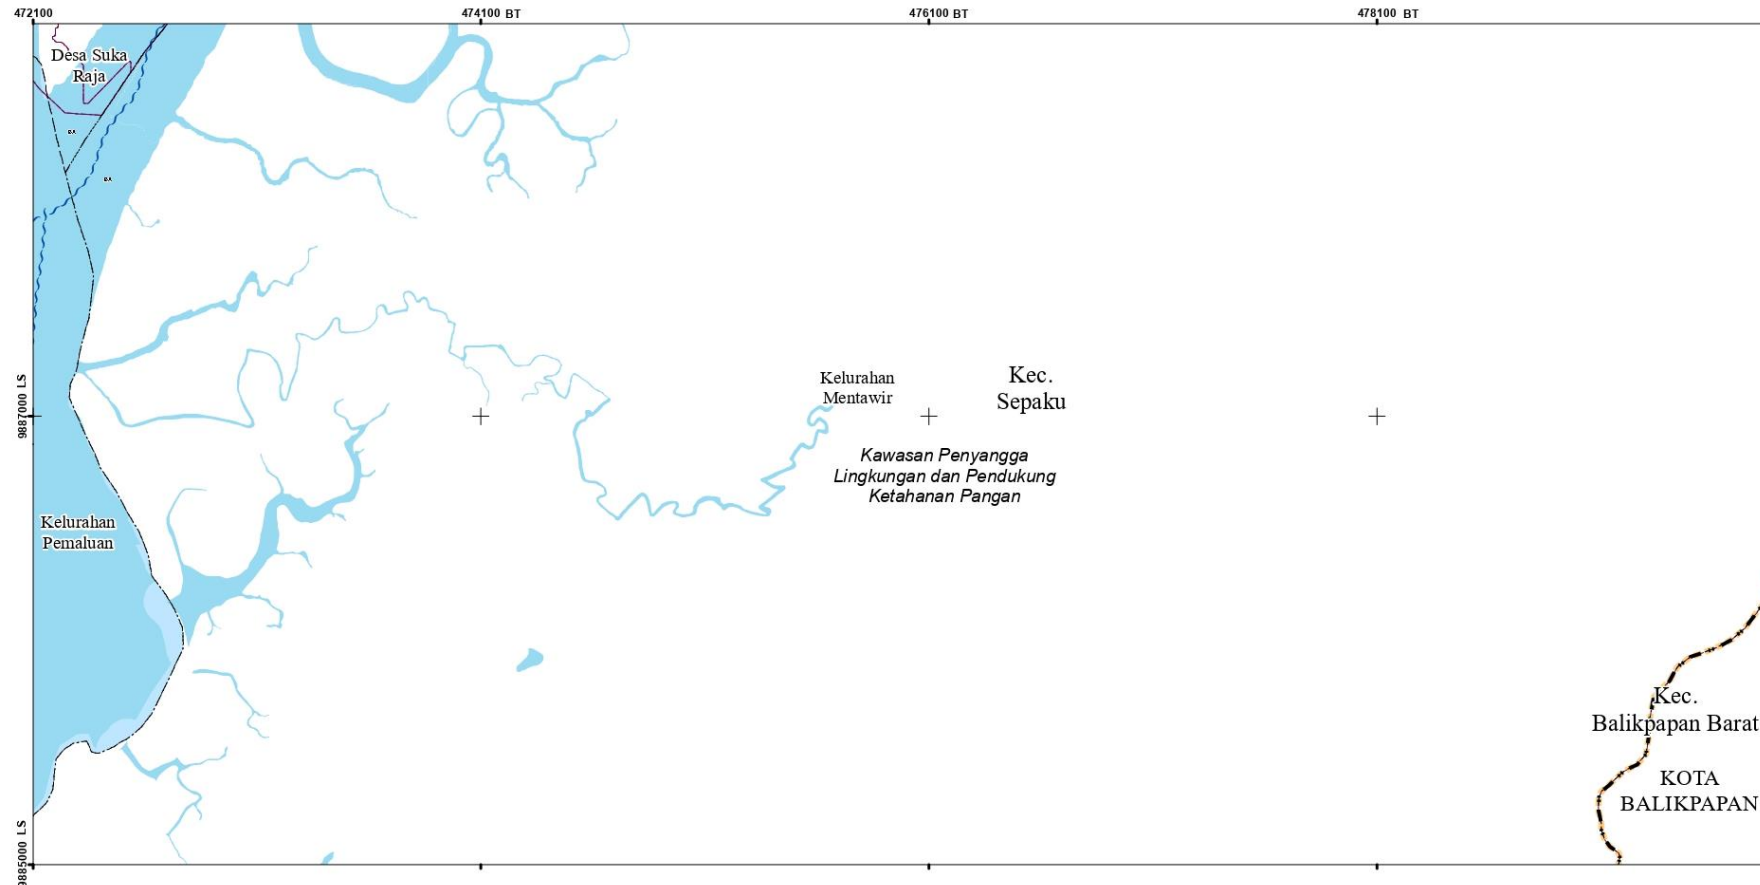 472100
474100 BT
476100 BT
478100 BT
Desa Suka
Raja
9887000 LS
Kelurahan
Mentawir
Kec.
Sepaku
Kawasan Penyangga
Lingkungan dan Pendukung
Ketahanan Pangan
Kelurahan
Pemaluan
Kec.
Balikpapan Barat
KOTA
BALIKPAPAN
9885000 LS